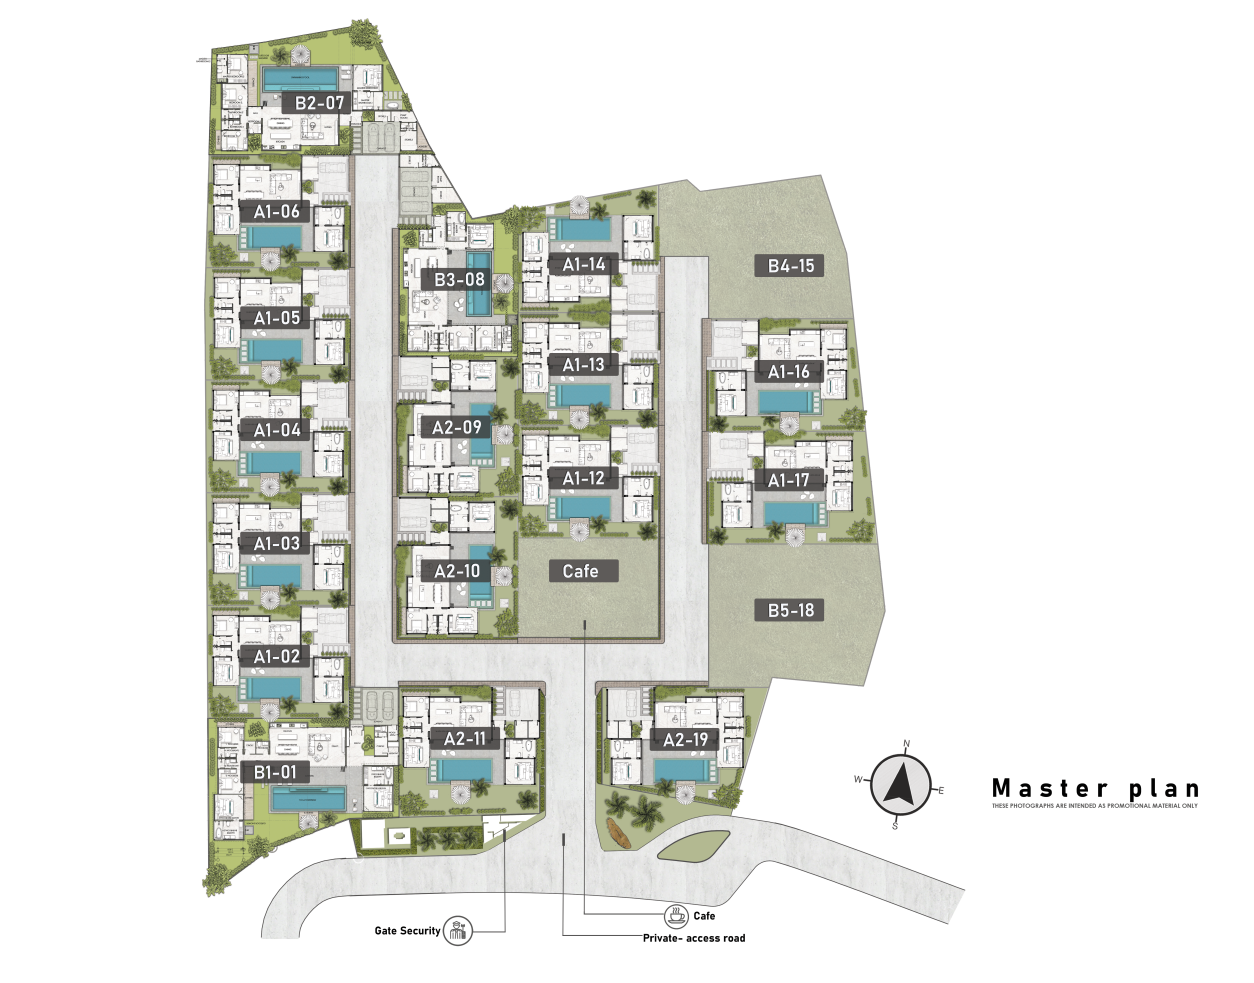 B2-07
A1-06
A1-14
B4-15
B3-08
A1-05
A1-13
A1-16
A1-04
A2-09
A1-12
A1-17
A1-03
A2-10
Cafe
B5-18
A1-02
A2-11
A2-19
B1-01
N
W
E
S
Master plan
THESE PHOTOGRAPHS ARE INTENDED AS PROMOTIONAL MATERIAL ONLY
Cafe
Gate Security
Private- access road